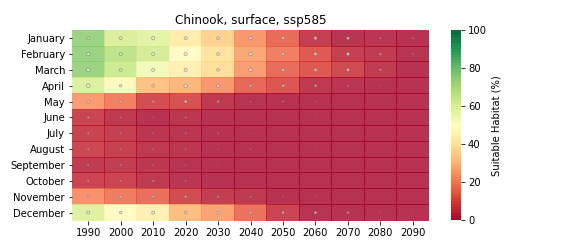 Chinook, surface, ssp585
January
February
March
April
May
June
July
August
September
October
November
December
1990 2000 2010 2020 2030 2040 2050 2060 2070 2080 2090
100
80
60
40
20
0
Suitable Habitat (%)